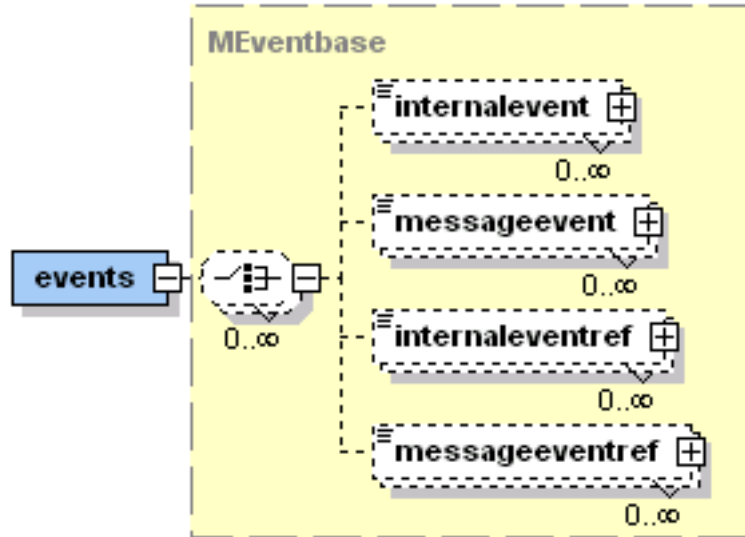 MEventbase
internalevent
0..∞
messageevent
0..∞
events
0..∞
internaleventref
0..∞
messageeventref
0..∞